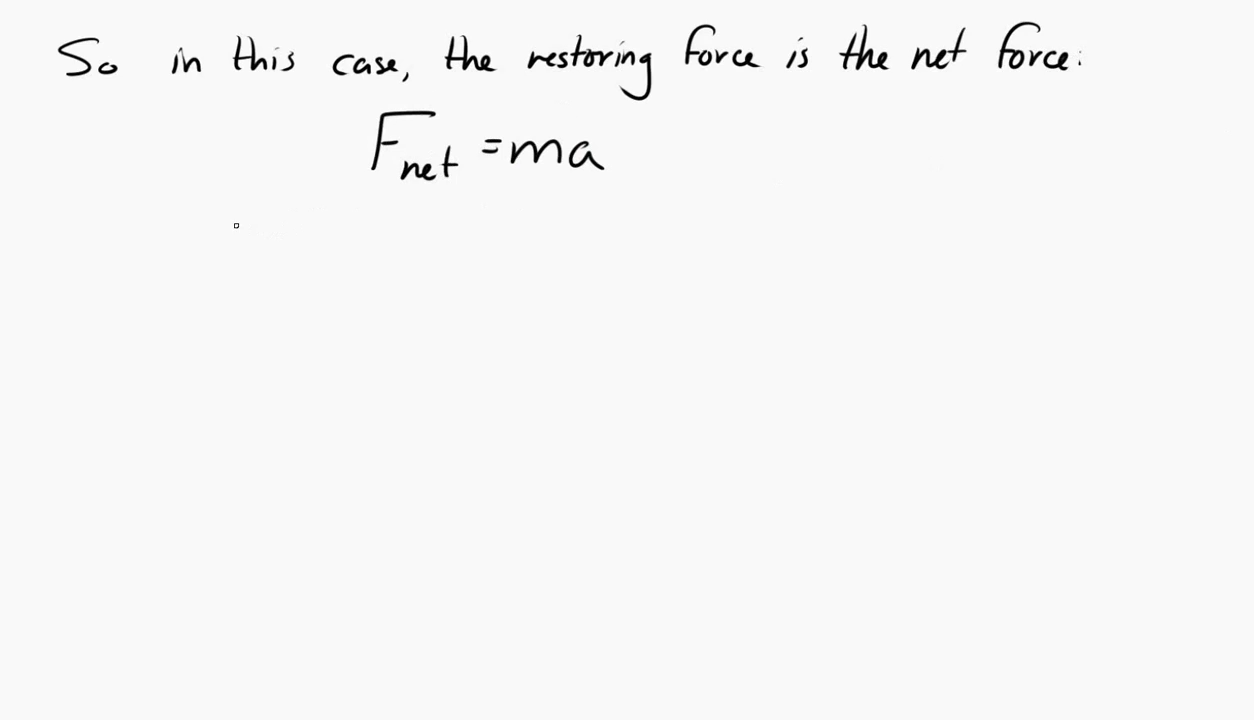 So in this case, the restoring force is the net force:
Fnet = ma